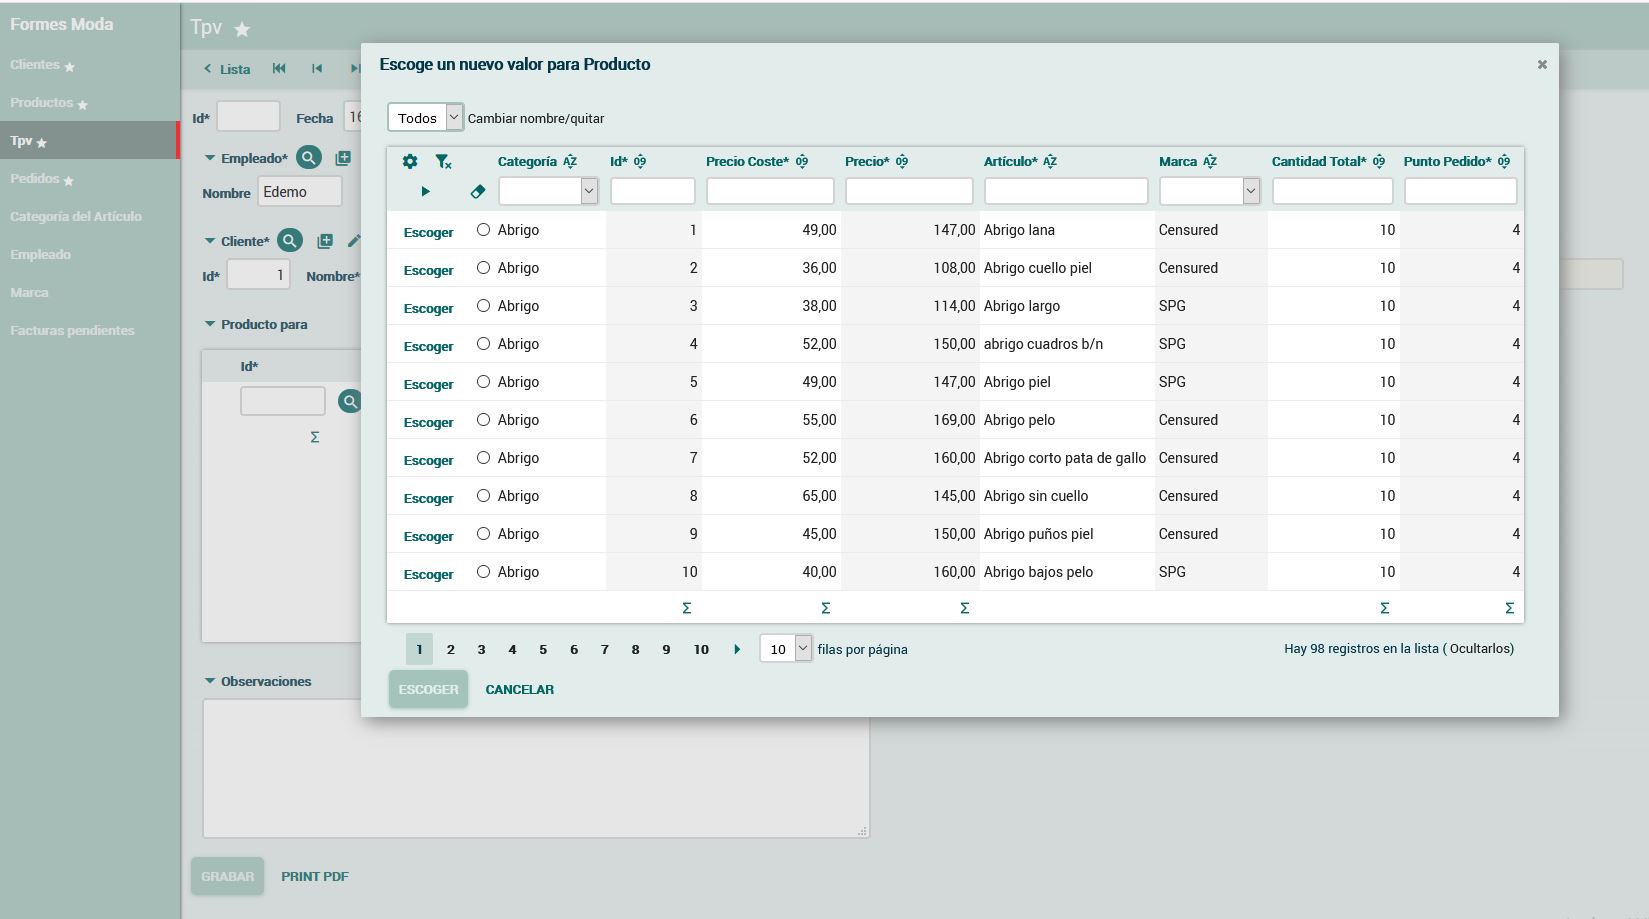 Formes Moda
Clientes
Productos
Tpv
Pedidos
Categoría del Artículo
Empleado
Marca
Facturas pendientes
Tpv
Lista
Id* Fecha 16
Empleado*
Nombre Edemo
Cliente*
Id* 1 Nombre*
Producto para
Id*
Σ
Observaciones
GRABAR PRINT PDF
Escoge un nuevo valor para Producto
Todos Cambiar nombre/quitar
Categoría Id* Precio Coste* Precio* Artículo* Marca Cantidad Total* Punto Pedido*
Escoger Abrigo 1 49,00 147,00 Abrigo lana Censured 10 4
Escoger Abrigo 2 36,00 108,00 Abrigo cuello piel Censured 10 4
Escoger Abrigo 3 38,00 114,00 Abrigo largo SPG 10 4
Escoger Abrigo 4 52,00 150,00 abrigo cuadros b/n SPG 10 4
Escoger Abrigo 5 49,00 147,00 Abrigo piel SPG 10 4
Escoger Abrigo 6 55,00 169,00 Abrigo pelo Censured 10 4
Escoger Abrigo 7 52,00 160,00 Abrigo corto pata de gallo Censured 10 4
Escoger Abrigo 8 65,00 145,00 Abrigo sin cuello Censured 10 4
Escoger Abrigo 9 45,00 150,00 Abrigo puños piel Censured 10 4
Escoger Abrigo 10 40,00 160,00 Abrigo bajos pelo SPG 10 4
Σ Σ Σ Σ Σ
1 2 3 4 5 6 7 8 9 10 10 filas por página Hay 98 registros en la lista ( Ocultarlos)
ESCOGER CANCELAR